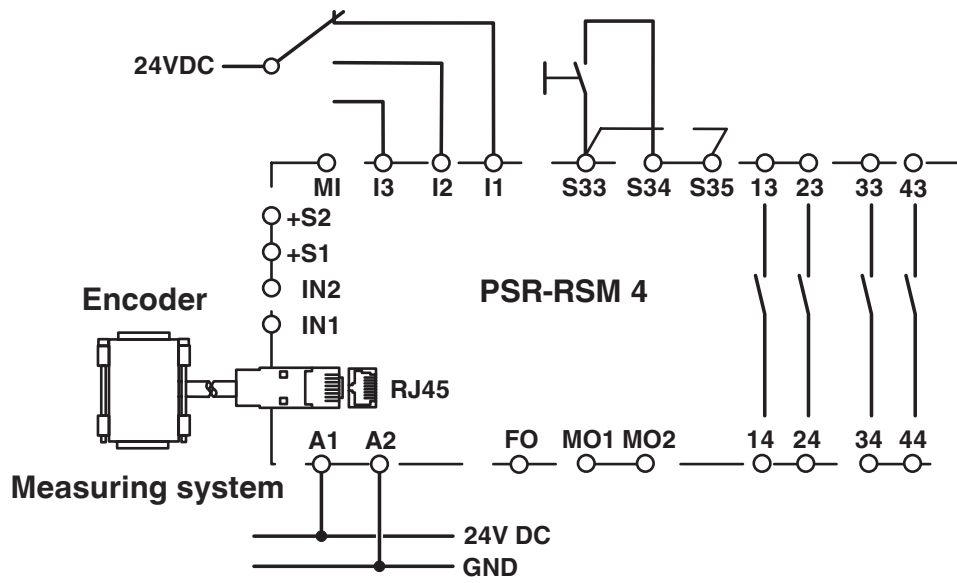 24VDC
MI I3 I2 I1 S33 S34 S35 13 23 33 43
+S2
+S1
IN2
IN1
PSR-RSM 4
Encoder
RJ45
A1 A2 FO MO1 MO2 14 24 34 44
Measuring system
24V DC
GND